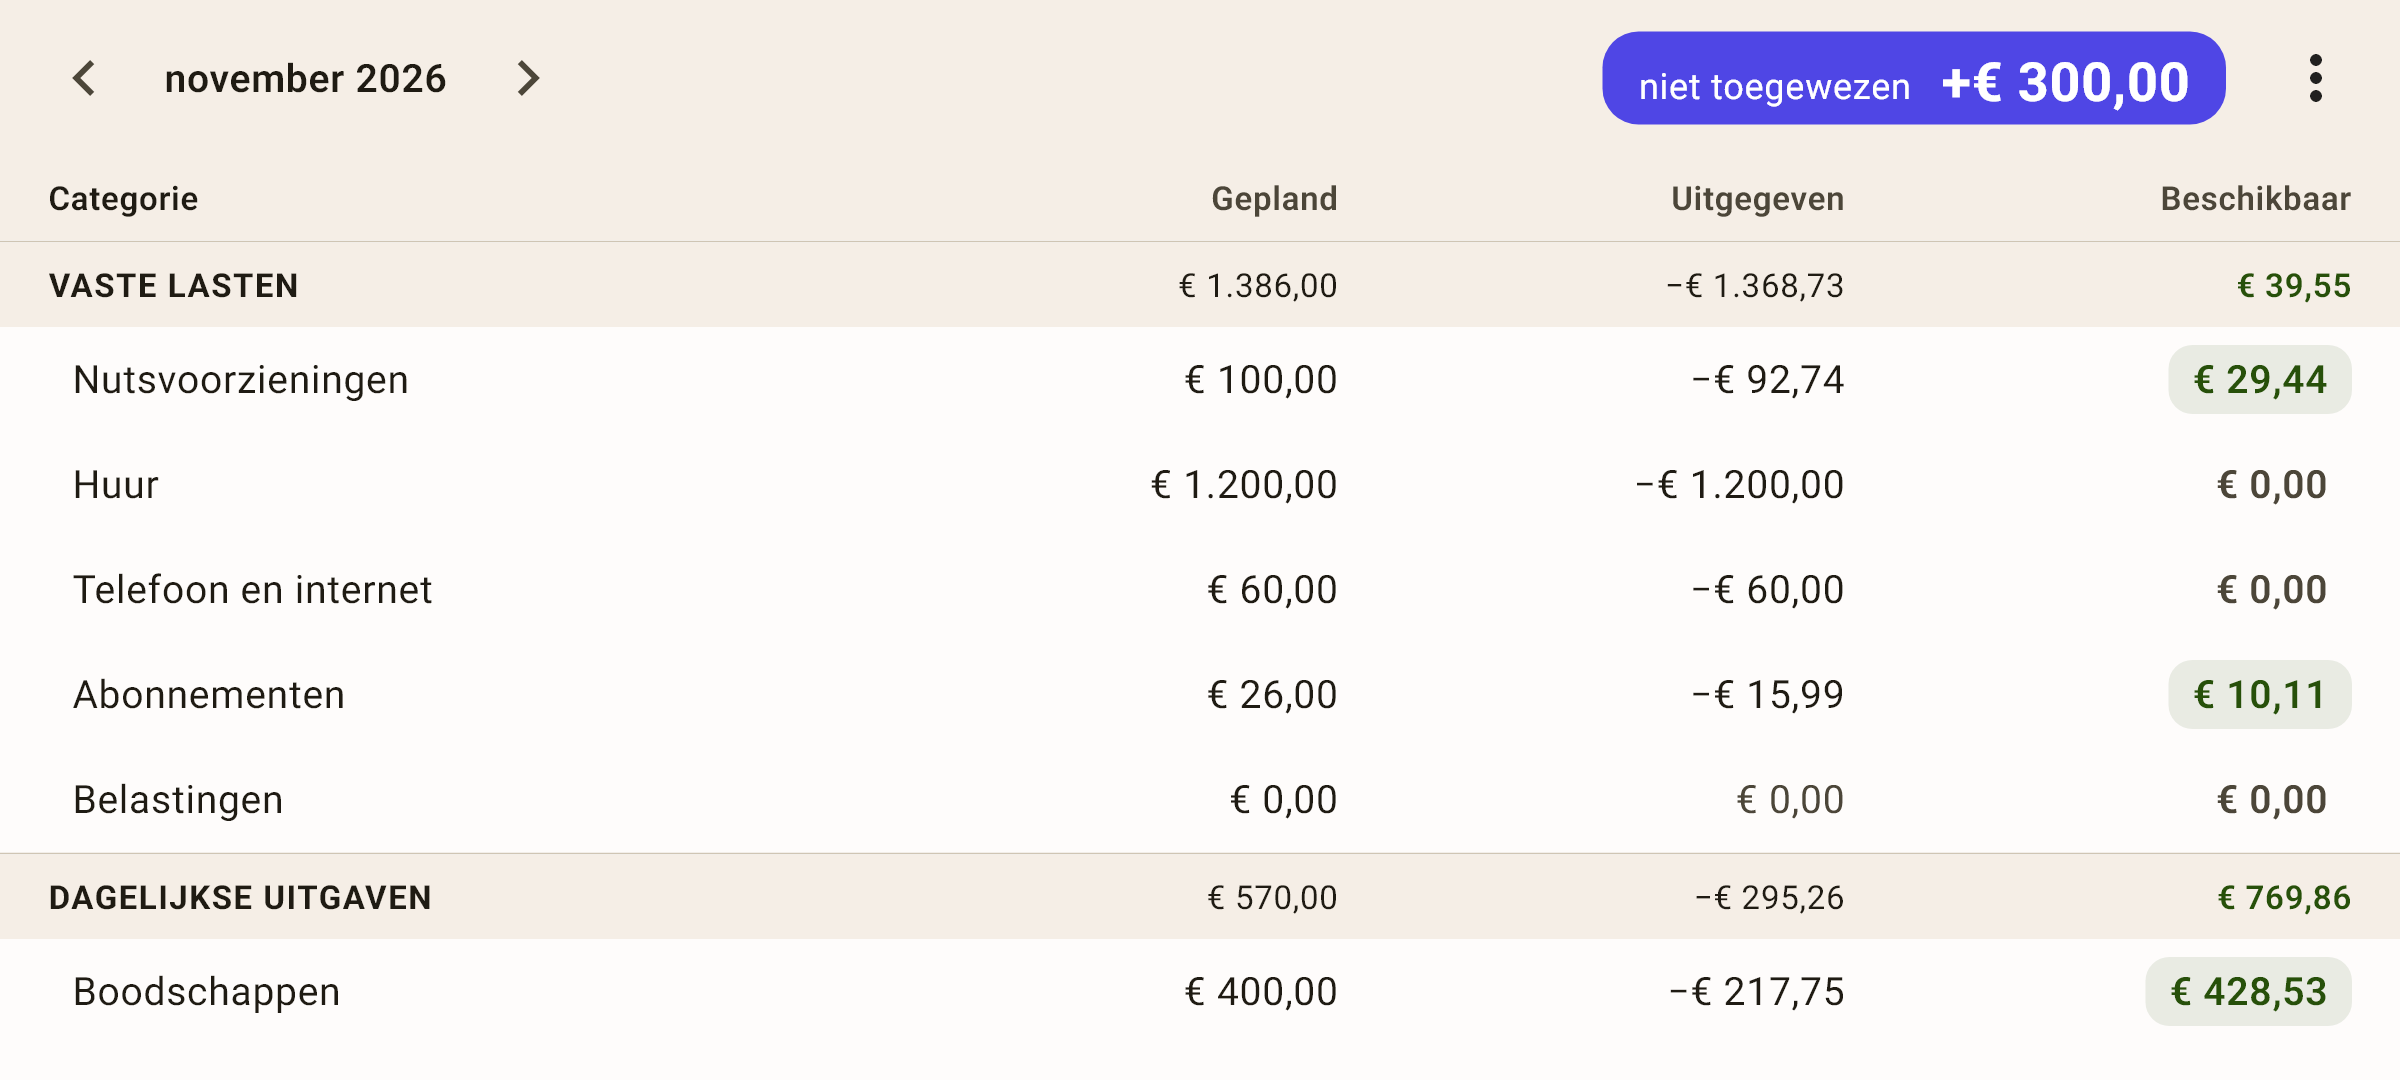 november 2026 niet toegewezen +€ 300,00
Categorie Gepland Uitgegeven Beschikbaar
VASTE LASTEN € 1.386,00 −€ 1.368,73 € 39,55
Nutsvoorzieningen € 100,00 −€ 92,74 € 29,44
Huur € 1.200,00 −€ 1.200,00 € 0,00
Telefoon en internet € 60,00 −€ 60,00 € 0,00
Abonnementen € 26,00 −€ 15,99 € 10,11
Belastingen € 0,00 € 0,00 € 0,00
DAGELIJKSE UITGAVEN € 570,00 −€ 295,26 € 769,86
Boodschappen € 400,00 −€ 217,75 € 428,53